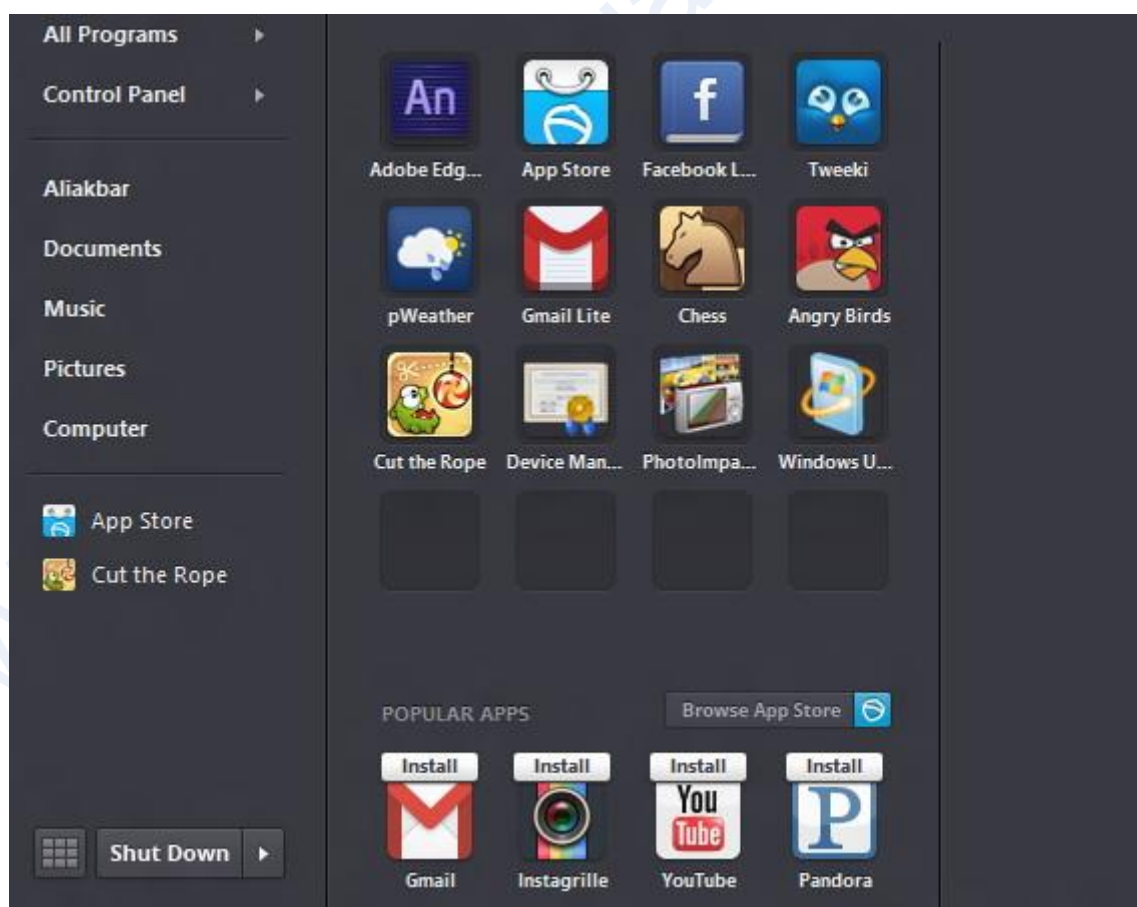 All Programs
Control Panel
Aliakbar
Documents
Music
Pictures
Computer
App Store
Cut the Rope
Shut Down
An
f
Adobe Edg... App Store Facebook L... Tweeki
pWeather Gmail Lite Chess Angry Birds
Cut the Rope Device Man... PhotoImpa... Windows U...
POPULAR APPS Browse App Store
Install Install Install Install
You
Tube
P
Gmail Instagrille YouTube Pandora